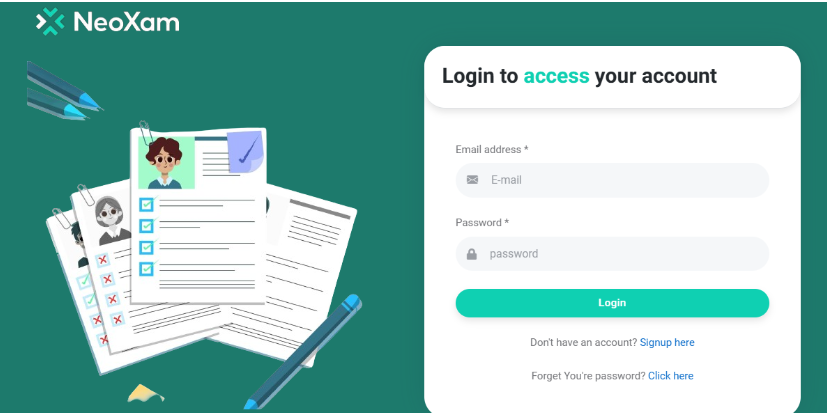 NeoXam
Login to access your account
Email address *
E-mail
Password *
password
Login
Don't have an account? Signup here
Forget You're password? Click here